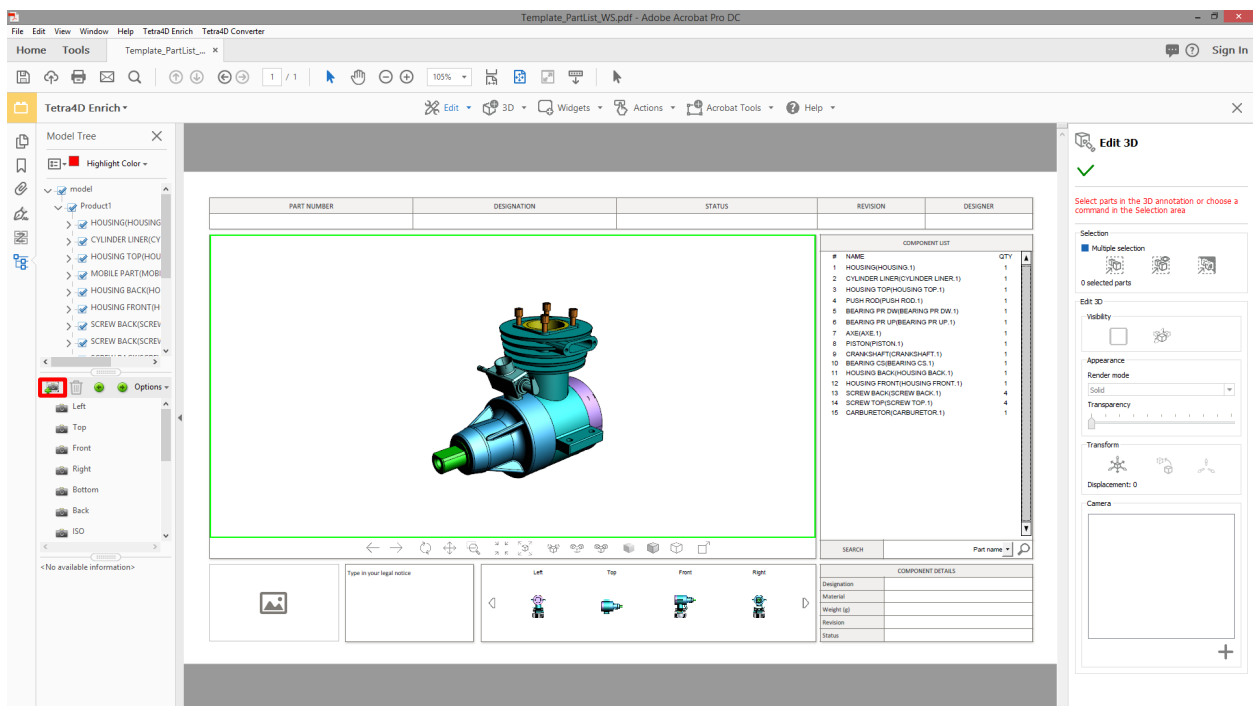 Template_PartList_WS.pdf - Adobe Acrobat Pro DC
File Edit View Window Help Tetra4D Enrich Tetra4D Converter
Home Tools Template_PartList_... × Sign In
1 / 1 105%
Tetra4D Enrich Edit 3D Widgets Actions Acrobat Tools Help
Model Tree
Highlight Color
model
Product1
HOUSING(HOUSING
CYLINDER LINER(CY
HOUSING TOP(HOU
MOBILE PART(MOBI
HOUSING BACK(HO
HOUSING FRONT(H
SCREW BACK(SCREW
SCREW BACK(SCREW
Options
Left
Top
Front
Right
Bottom
Back
ISO
<No available information>
PART NUMBER DESIGNATION STATUS REVISION DESIGNER
COMPONENT LIST
# NAME QTY
1 HOUSING(HOUSING.1) 1
2 CYLINDER LINER(CYLINDER LINER.1) 1
3 HOUSING TOP(HOUSING TOP.1) 1
4 PUSH ROD(PUSH ROD.1) 1
5 BEARING PR DW(BEARING PR DW.1) 1
6 BEARING PR UP(BEARING PR UP.1) 1
7 AXE(AXE.1) 1
8 PISTON(PISTON.1) 1
9 CRANKSHAFT(CRANKSHAFT.1) 1
10 BEARING CS(BEARING CS.1) 1
11 HOUSING BACK(HOUSING BACK.1) 1
12 HOUSING FRONT(HOUSING FRONT.1) 1
13 SCREW BACK(SCREW BACK.1) 4
14 SCREW TOP(SCREW TOP.1) 4
15 CARBURETOR(CARBURETOR.1) 1
SEARCH Part name
Type in your legal notice
Left Top Front Right
COMPONENT DETAILS
Designation
Material
Weight (g)
Revision
Status
Edit 3D
Select parts in the 3D annotation or choose a
command in the Selection area
Selection
Multiple selection
0 selected parts
Edit 3D
Visibility
Appearance
Render mode
Solid
Transparency
Transform
Displacement: 0
Camera